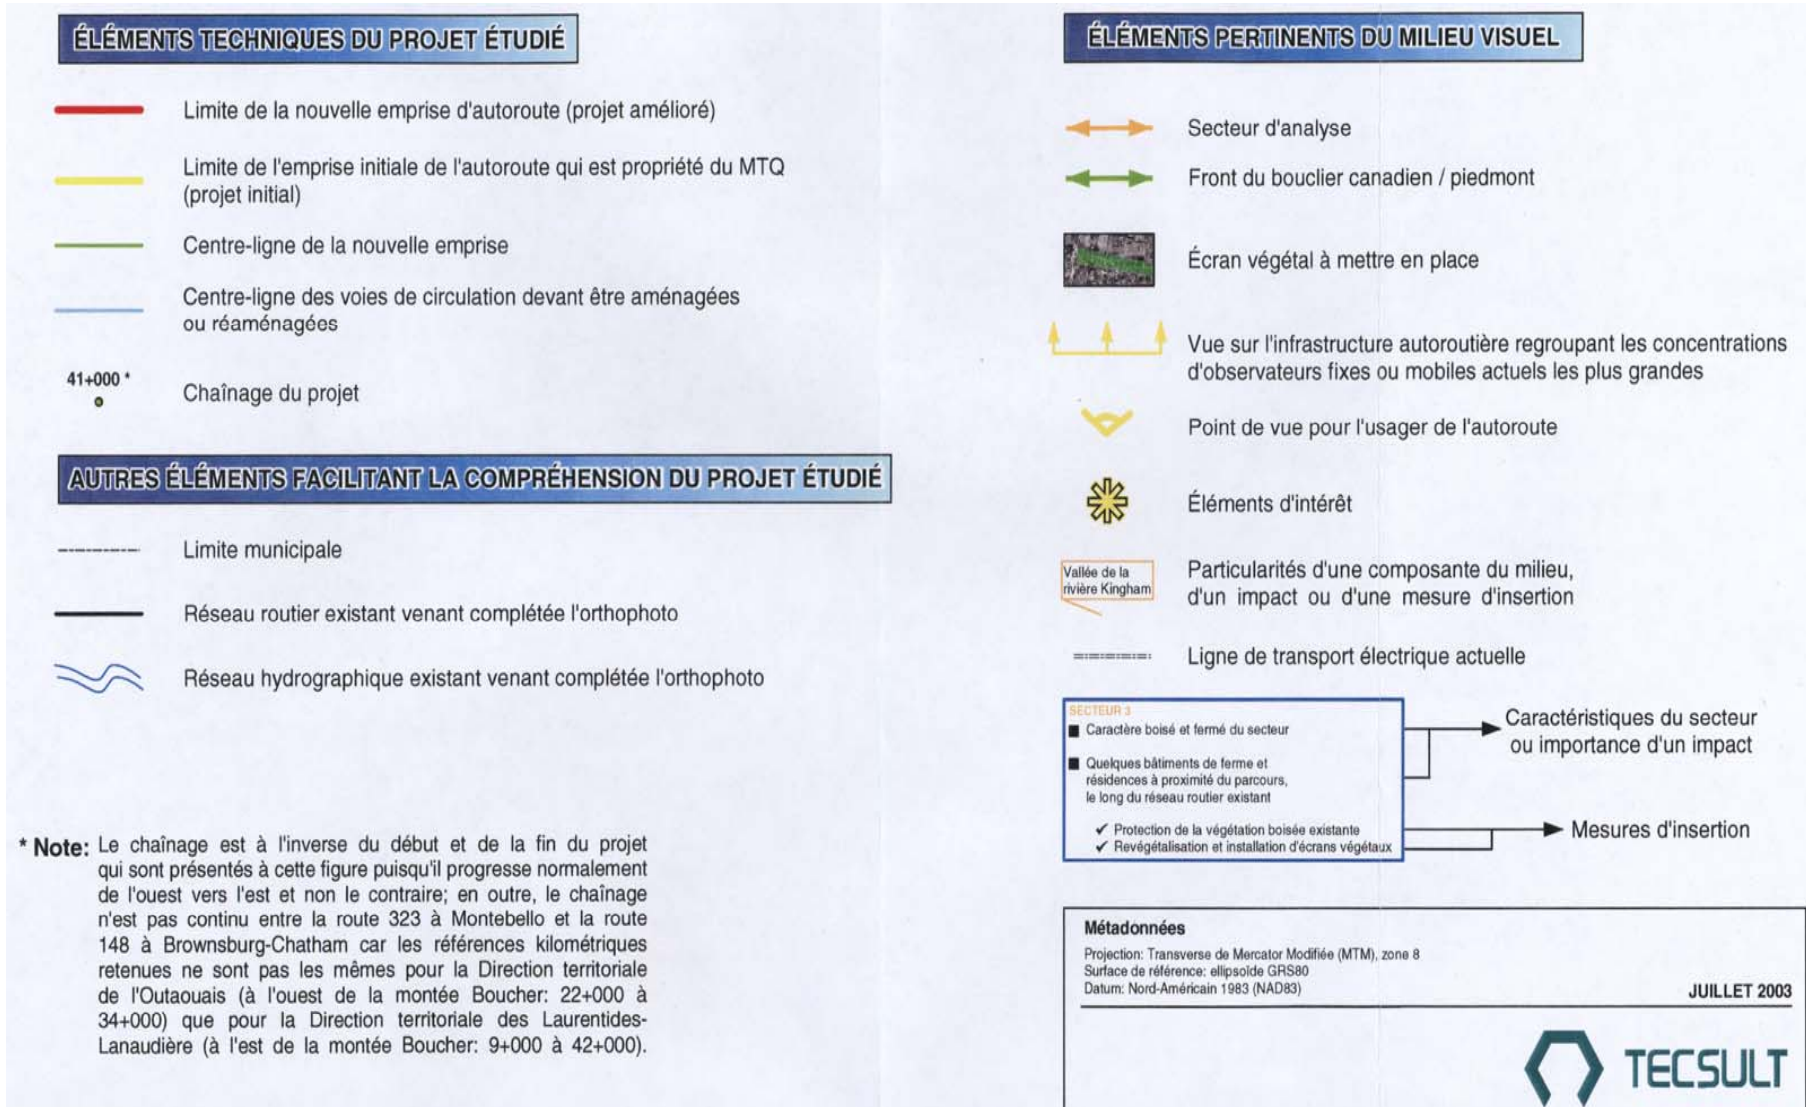 ÉLÉMENTS TECHNIQUES DU PROJET ÉTUDIÉ
Limite de la nouvelle emprise d'autoroute (projet amélioré)
Limite de l'emprise initiale de l'autoroute qui est propriété du MTQ
(projet initial)
Centre-ligne de la nouvelle emprise
Centre-ligne des voies de circulation devant être aménagées
ou réaménagées
41+000 *
Chaînage du projet
AUTRES ÉLÉMENTS FACILITANT LA COMPRÉHENSION DU PROJET ÉTUDIÉ
Limite municipale
Réseau routier existant venant complétée l'orthophoto
Réseau hydrographique existant venant complétée l'orthophoto
* Note: Le chaînage est à l'inverse du début et de la fin du projet
qui sont présentés à cette figure puisqu'il progresse normalement
de l'ouest vers l'est et non le contraire; en outre, le chaînage
n'est pas continu entre la route 323 à Montebello et la route
148 à Brownsburg-Chatham car les références kilométriques
retenues ne sont pas les mêmes pour la Direction territoriale
de l'Outaouais (à l'ouest de la montée Boucher: 22+000 à
34+000) que pour la Direction territoriale des Laurentides-
Lanaudière (à l'est de la montée Boucher: 9+000 à 42+000).
ÉLÉMENTS PERTINENTS DU MILIEU VISUEL
Secteur d'analyse
Front du bouclier canadien / piedmont
Écran végétal à mettre en place
Vue sur l'infrastructure autoroutière regroupant les concentrations
d'observateurs fixes ou mobiles actuels les plus grandes
Point de vue pour l'usager de l'autoroute
Éléments d'intérêt
Vallée de la
rivière Kingham
Particularités d'une composante du milieu,
d'un impact ou d'une mesure d'insertion
Ligne de transport électrique actuelle
SECTEUR 3
■ Caractère boisé et fermé du secteur
■ Quelques bâtiments de ferme et
résidences à proximité du parcours,
le long du réseau routier existant
✓ Protection de la végétation boisée existante
✓ Revégétalisation et installation d'écrans végétaux
Caractéristiques du secteur
ou importance d'un impact
Mesures d'insertion
Métadonnées
Projection: Transverse de Mercator Modifiée (MTM), zone 8
Surface de référence: ellipsoïde GRS80
Datum: Nord-Américain 1983 (NAD83)
JUILLET 2003
TECSULT